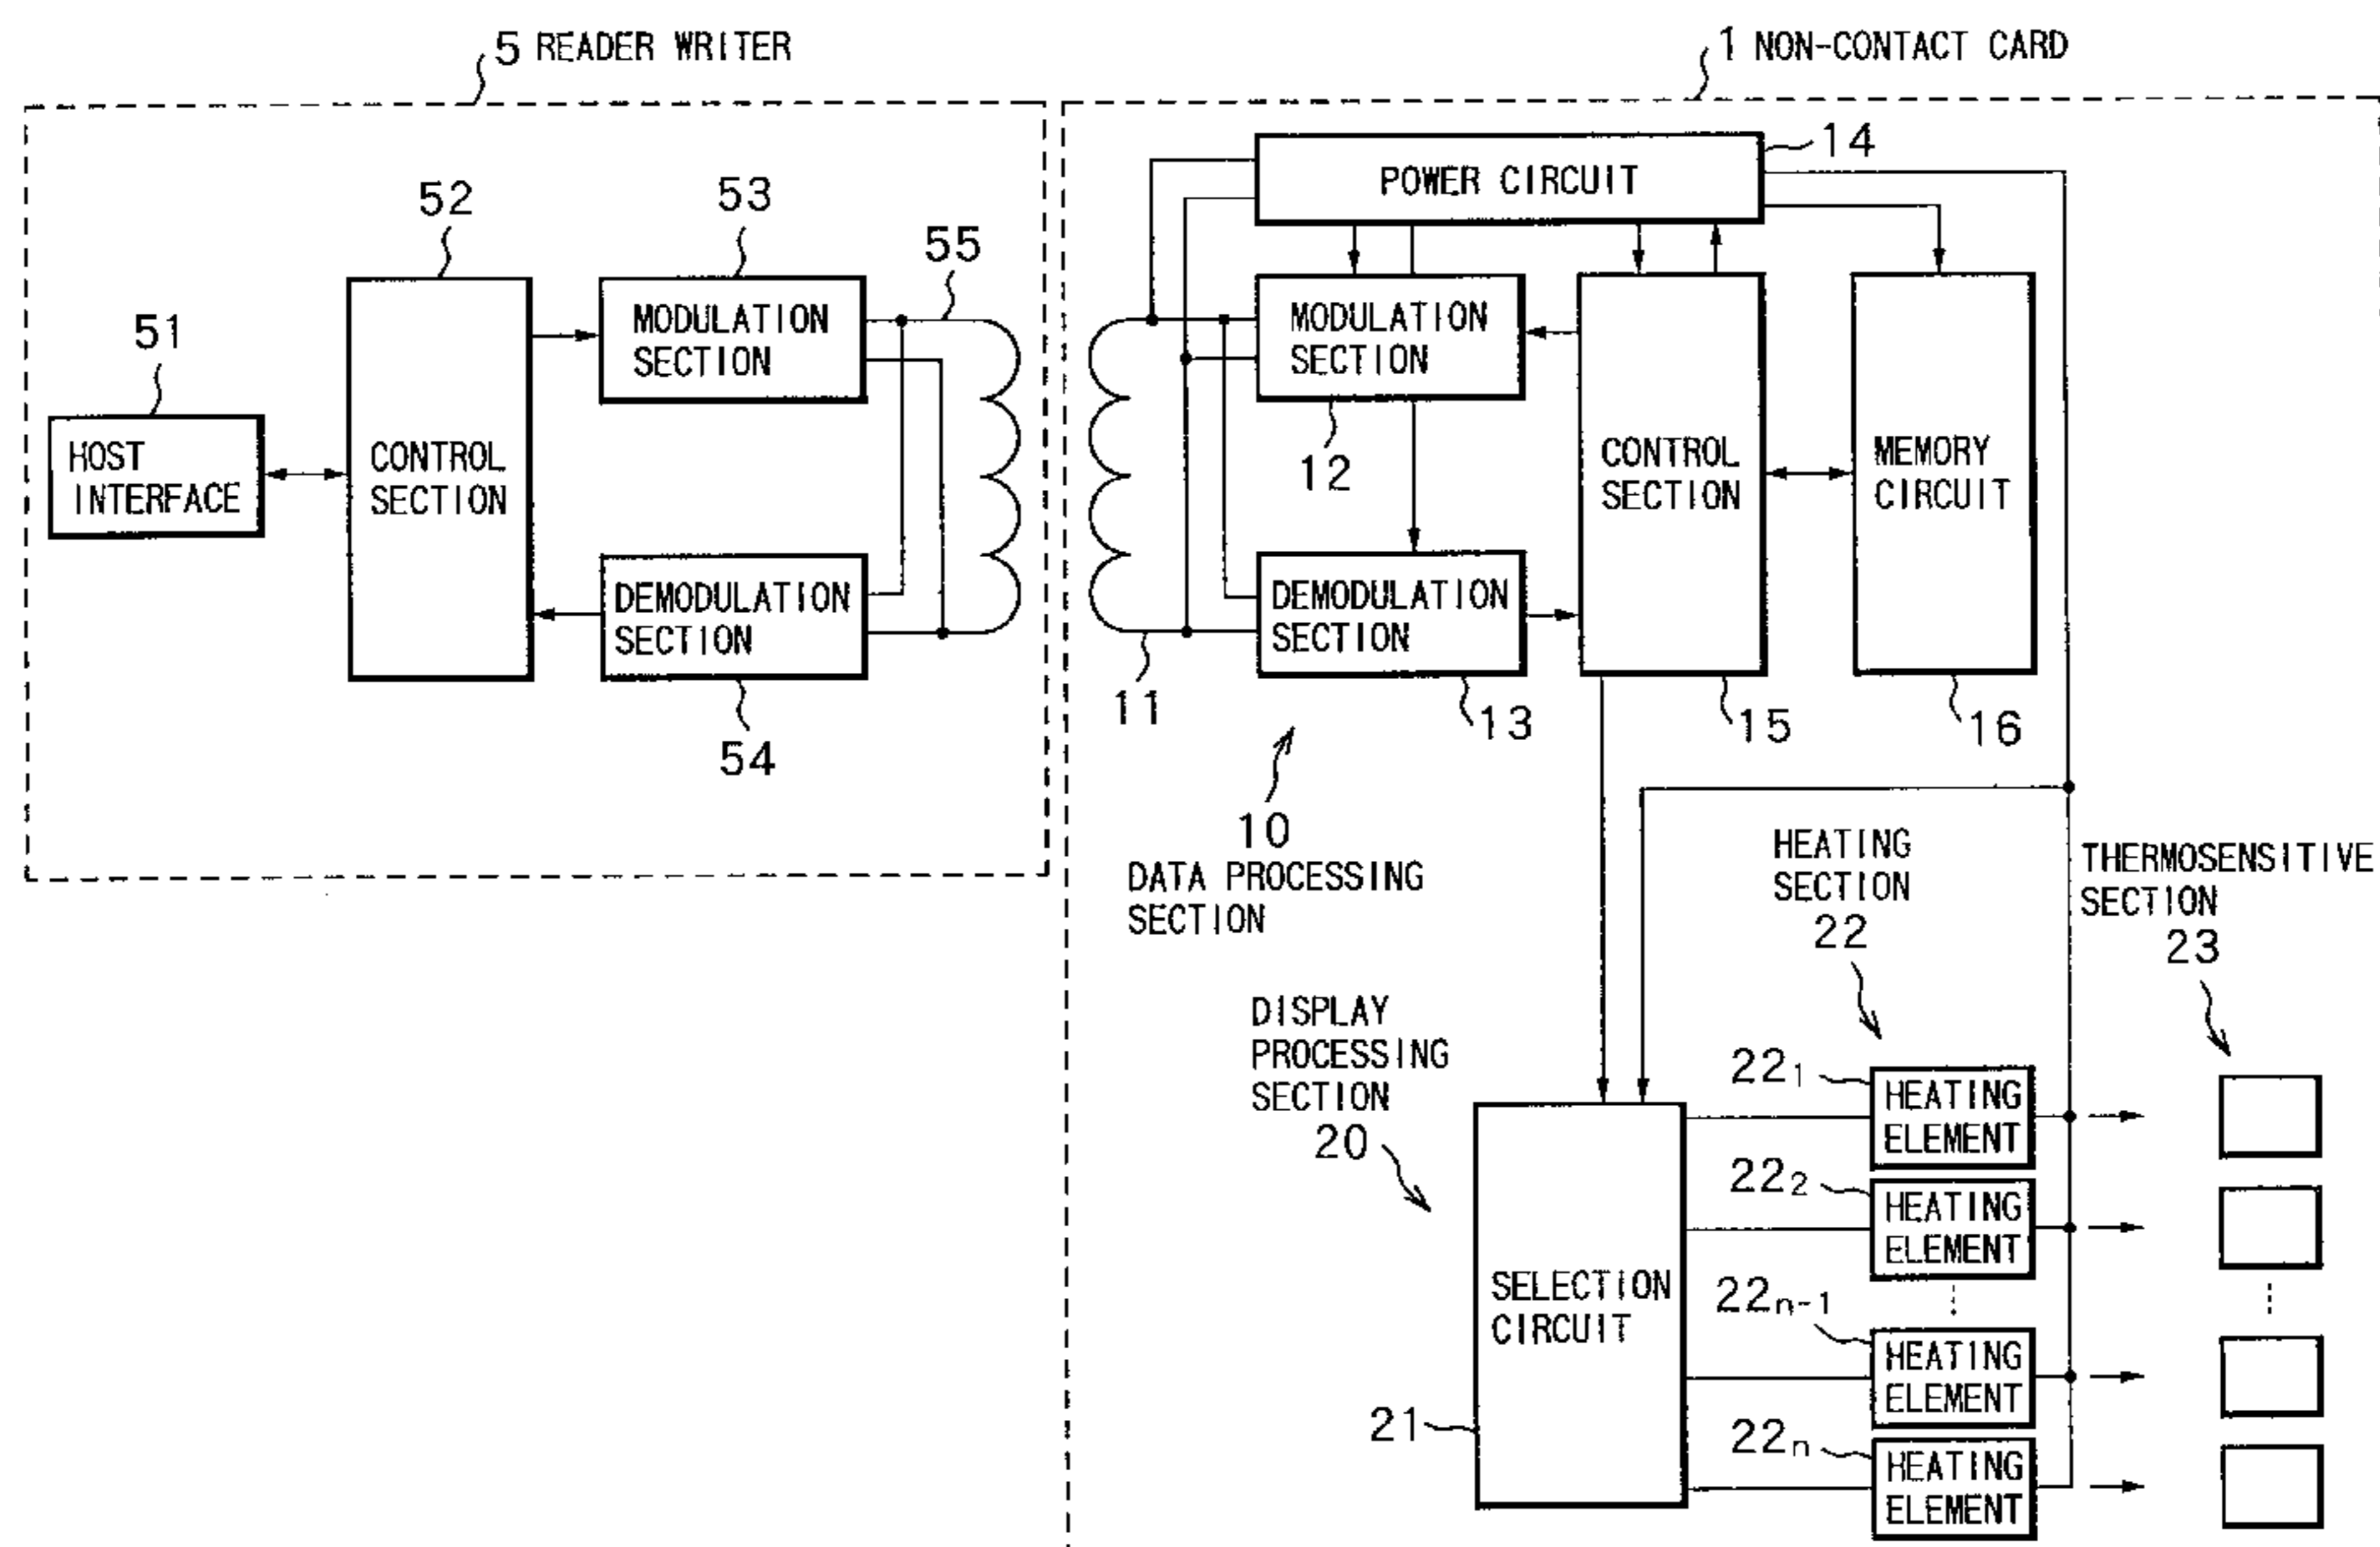 5 READER WRITER
1 NON-CONTACT CARD
14
POWER CIRCUIT
52
53
55
51
MODULATION
SECTION
HOST
INTERFACE
CONTROL
SECTION
DEMODULATION
SECTION
54
MODULATION
SECTION
12
CONTROL
SECTION
MEMORY
CIRCUIT
DEMODULATION
SECTION
11
13
15
16
10
DATA PROCESSING
SECTION
HEATING
SECTION
22
THERMOSENSITIVE
SECTION
23
DISPLAY
PROCESSING
SECTION
20
22₁
HEATING
ELEMENT
22₂
HEATING
ELEMENT
SELECTION
CIRCUIT
22ₙ₋₁
HEATING
ELEMENT
21
22ₙ
HEATING
ELEMENT